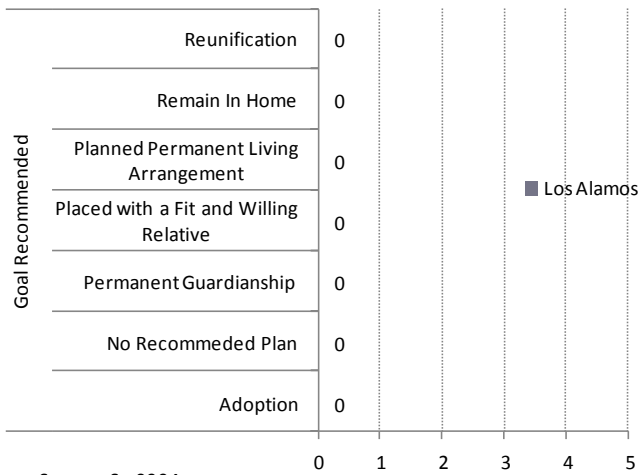 Reunification 0
Remain In Home 0
Planned Permanent Living
Arrangement 0
Placed with a Fit and Willing
Relative 0
Permanent Guardianship 0
No Recommeded Plan 0
Adoption 0
Goal Recommended
Los Alamos
0 1 2 3 4 5